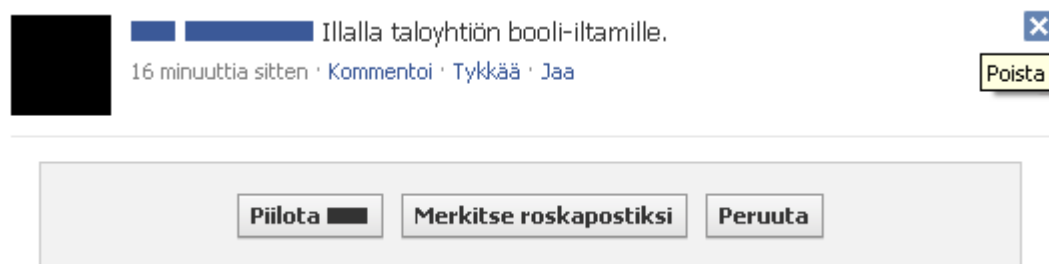 Illalla taloyhtiön booli-iltamille.
16 minuuttia sitten · Kommentoi · Tykkää · Jaa
Poista
Piilota
Merkitse roskapostiksi
Peruuta